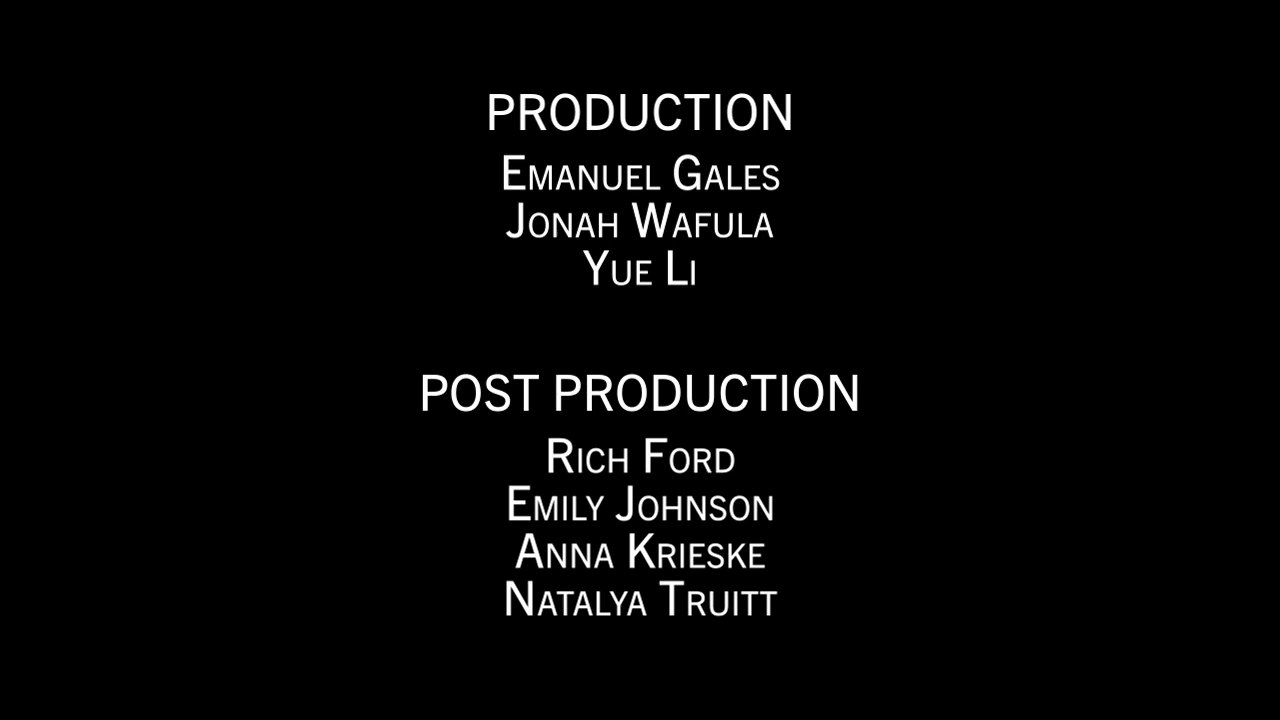 PRODUCTION
Emanuel Gales
Jonah Wafula
Yue Li
POST PRODUCTION
Rich Ford
Emily Johnson
Anna Krieske
Natalya Truitt